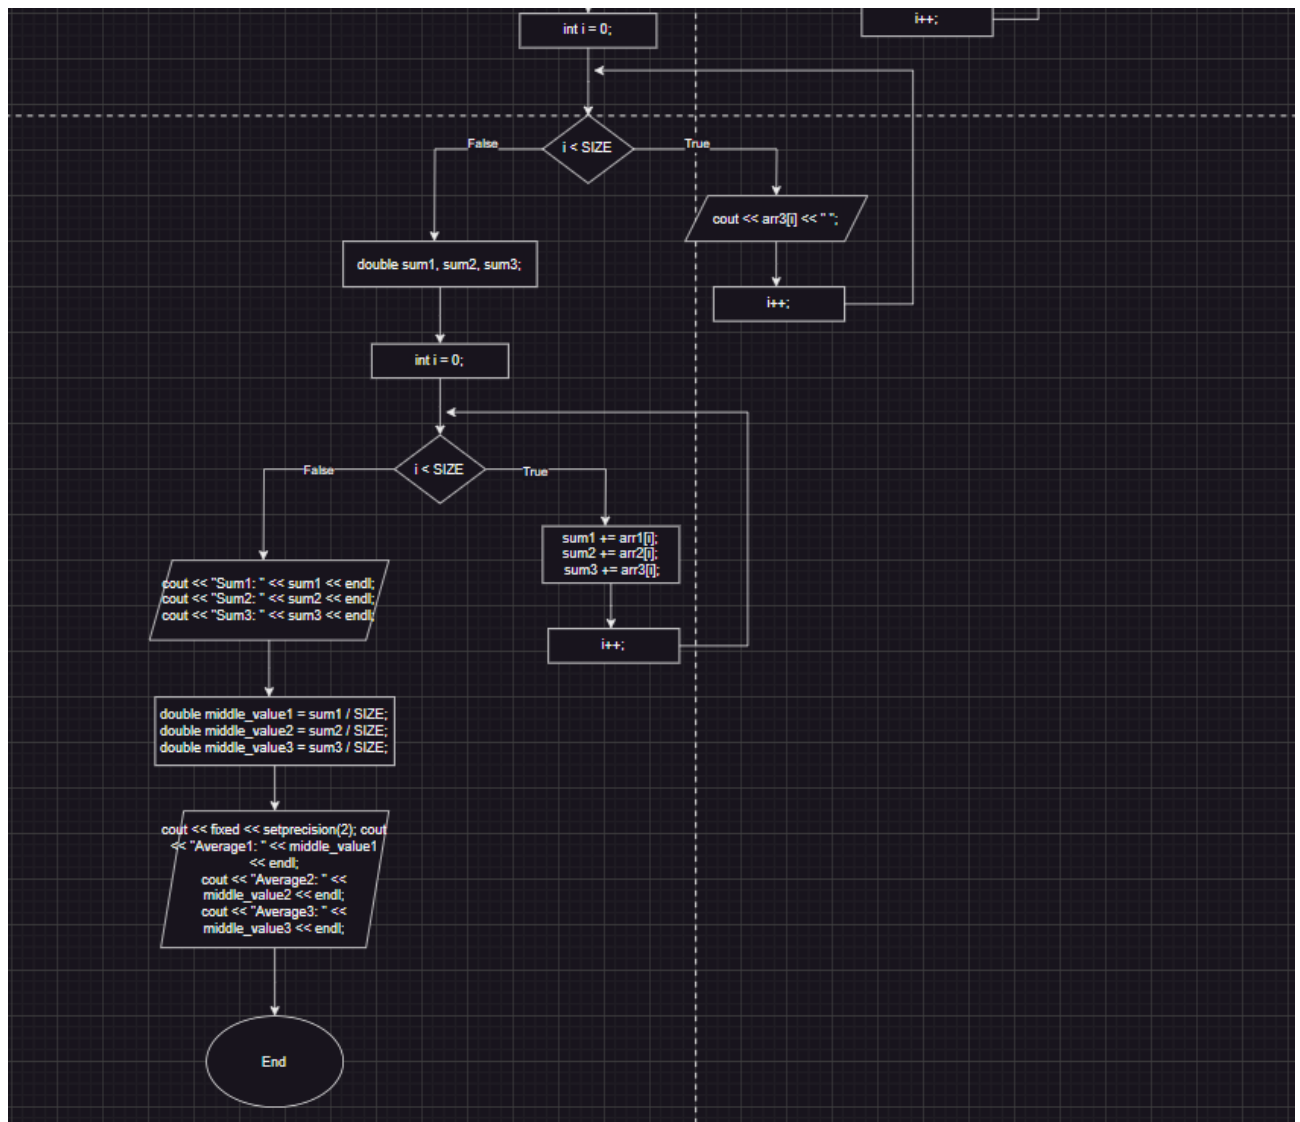 int i = 0;
i++;
i < SIZE
False
True
cout << arr3[i] << " ";
i++;
double sum1, sum2, sum3;
int i = 0;
i < SIZE
False
True
sum1 += arr1[i];
sum2 += arr2[i];
sum3 += arr3[i];
i++;
cout << "Sum1: " << sum1 << endl;
cout << "Sum2: " << sum2 << endl;
cout << "Sum3: " << sum3 << endl;
double middle_value1 = sum1 / SIZE;
double middle_value2 = sum2 / SIZE;
double middle_value3 = sum3 / SIZE;
cout << fixed << setprecision(2); cout
<< "Average1: " << middle_value1
<< endl;
cout << "Average2: " <<
middle_value2 << endl;
cout << "Average3: " <<
middle_value3 << endl;
End